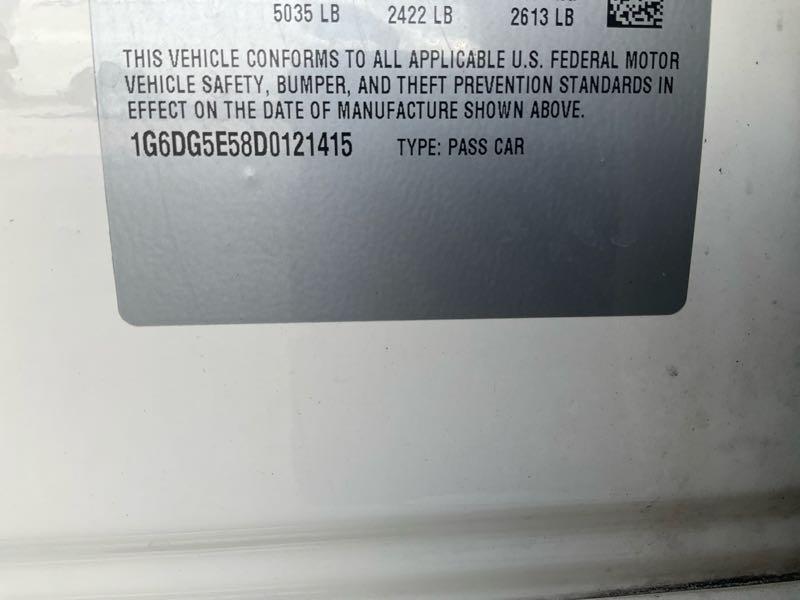 5035 LB 2422 LB 2613 LB
THIS VEHICLE CONFORMS TO ALL APPLICABLE U.S. FEDERAL MOTOR
VEHICLE SAFETY, BUMPER, AND THEFT PREVENTION STANDARDS IN
EFFECT ON THE DATE OF MANUFACTURE SHOWN ABOVE.
1G6DG5E58D0121415 TYPE: PASS CAR